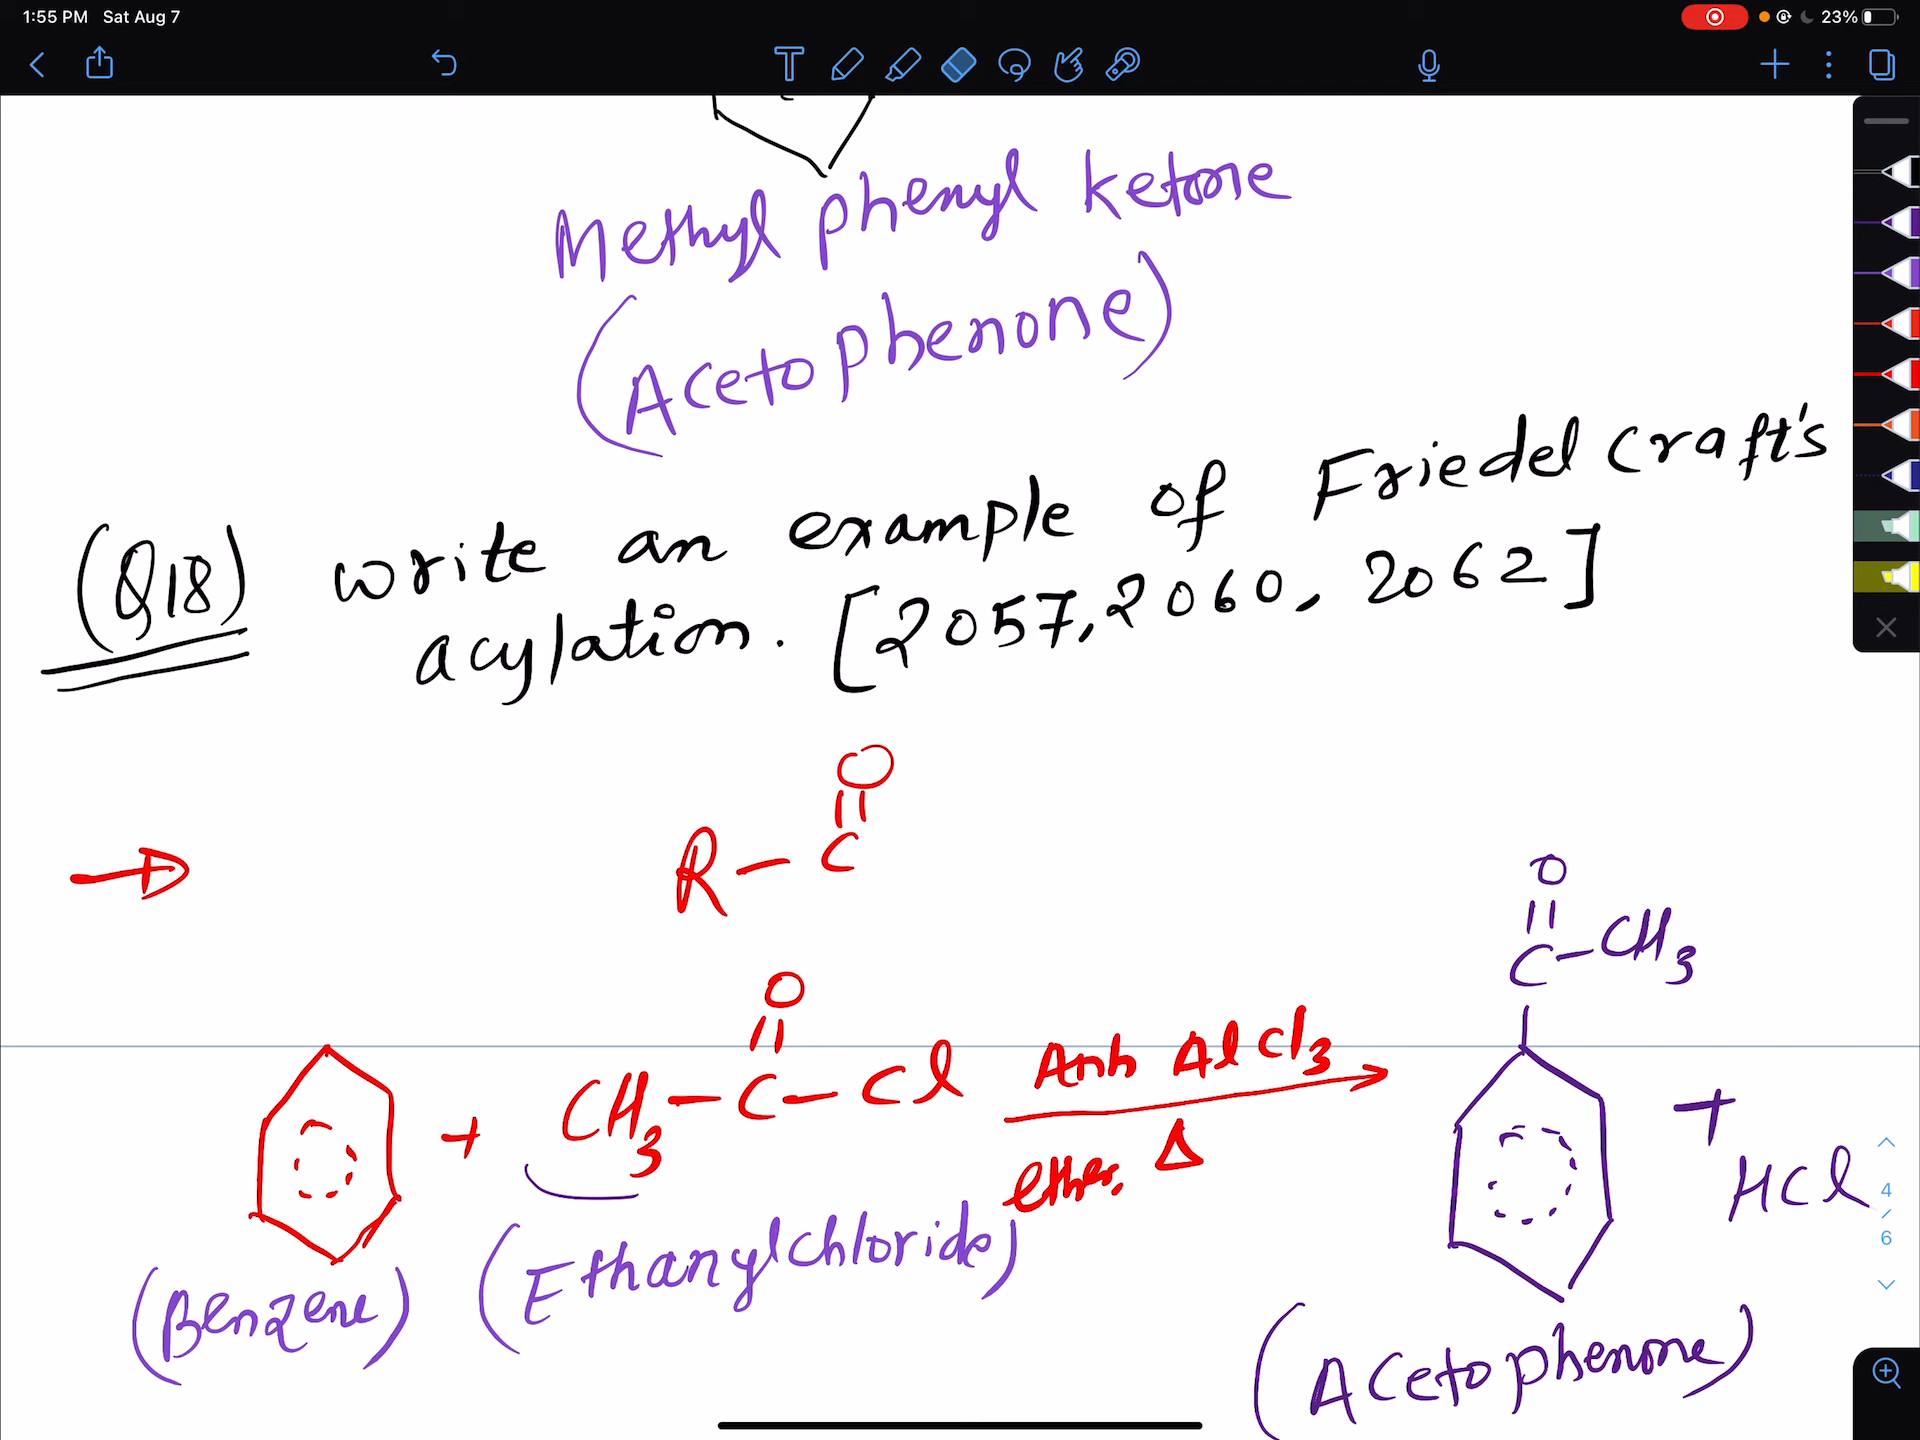 1:55 PM Sat Aug 7
23%
Methyl phenyl ketone
(Acetophenone)
(Q18) write an example of Friedel craft's
acylation. [2057, 2060, 2062]
O
R - C
O
C-CH3
O
+ CH3 - C - Cl Anh AlCl3
ether, Δ
+ HCl
(Benzene) (Ethanylchloride)
(Acetophenone)
4
/
6